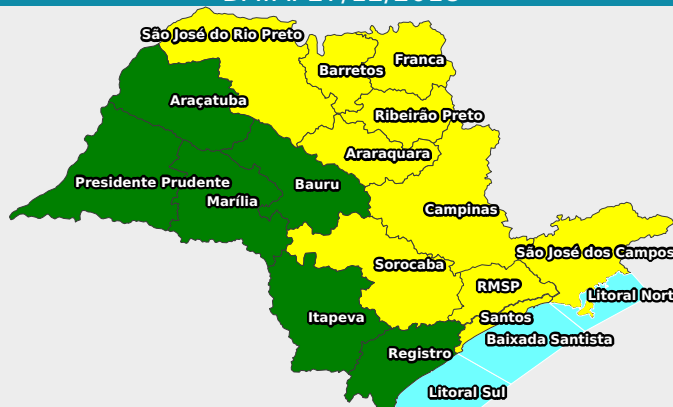 São José do Rio Preto
Franca
Barretos
Araçatuba
Ribeirão Preto
Araraquara
Presidente Prudente
Bauru
Marília
Campinas
São José dos Campos
Sorocaba
RMSP
Litoral Nort
Itapeva
Santos
Baixada Santista
Registro
Litoral Sul